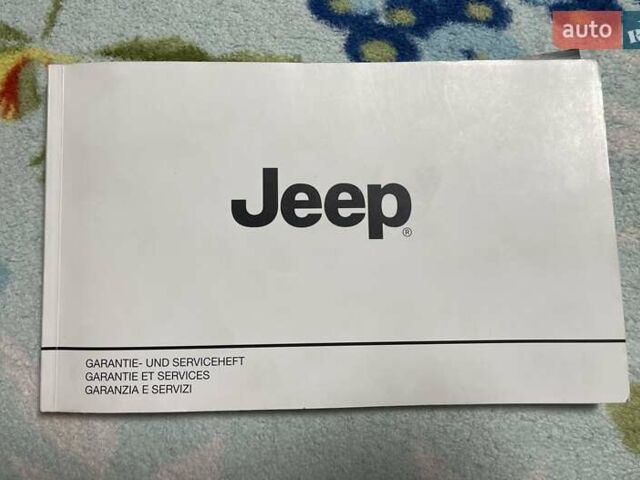 auto
Jeep®
GARANTIE- UND SERVICEHEFT
GARANTIE ET SERVICES
GARANZIA E SERVIZI